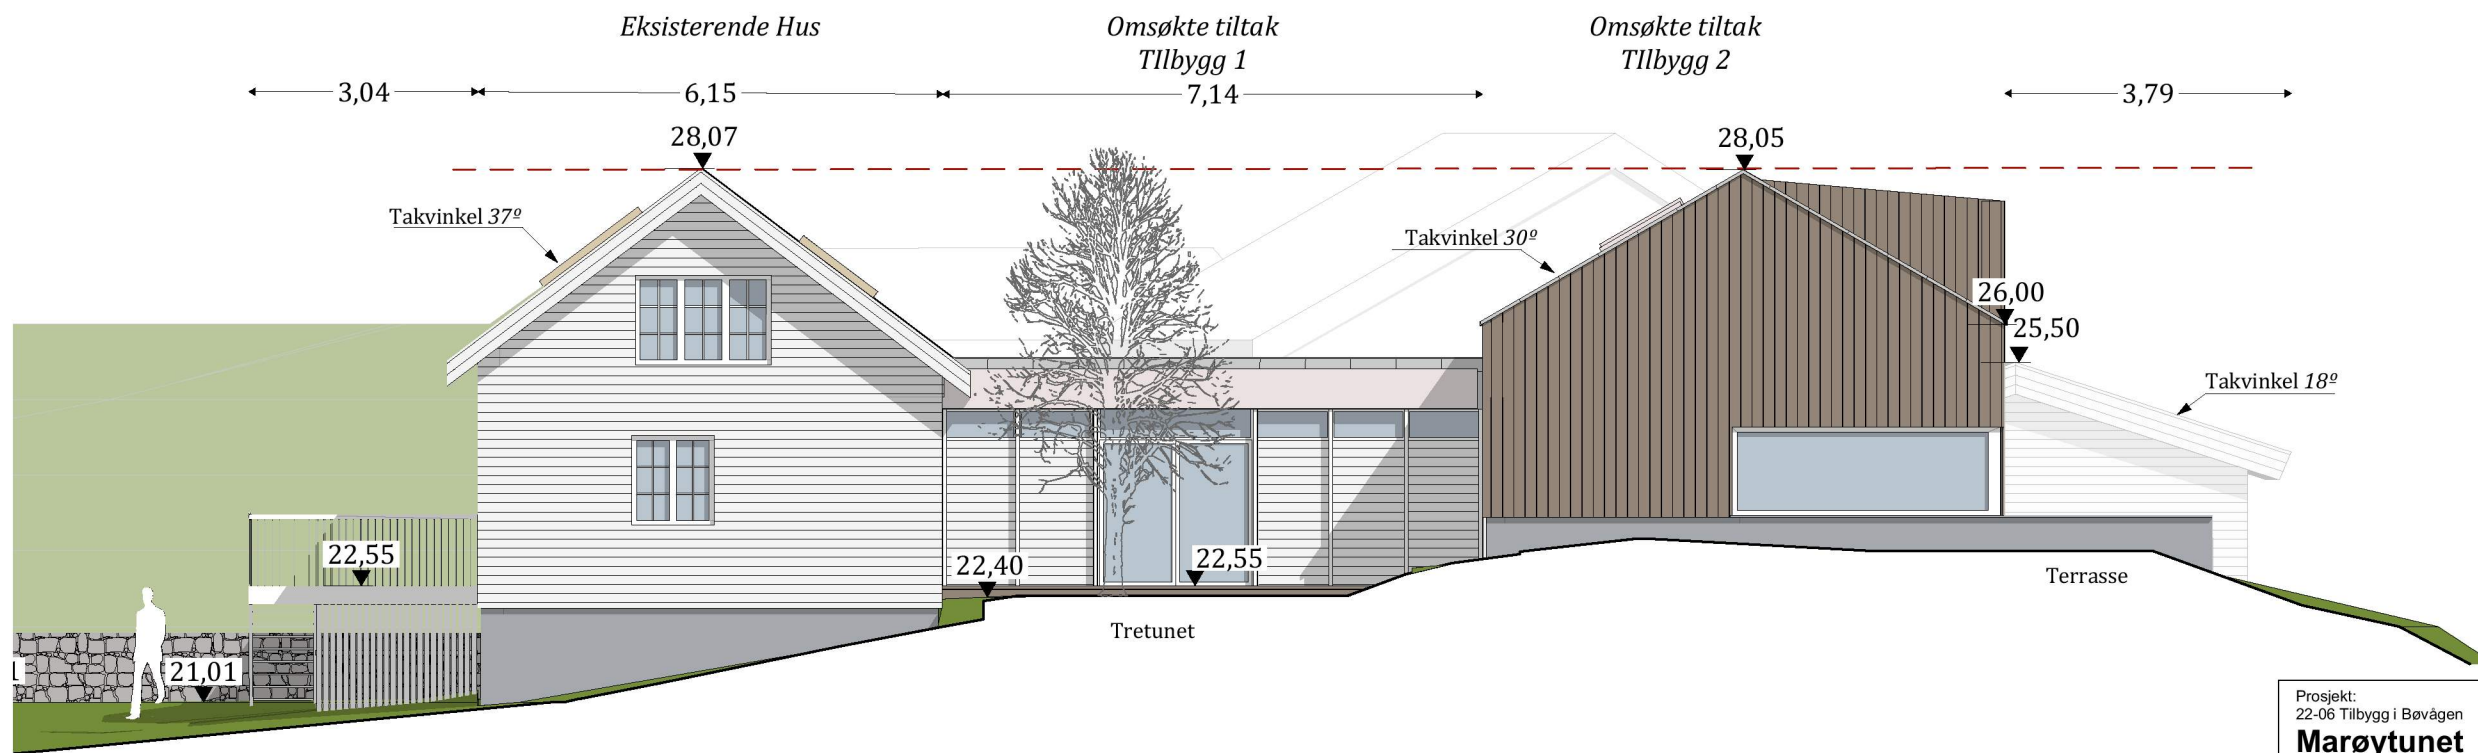 Eksisterende Hus
Omsøkte tiltak
TIlbygg 1
Omsøkte tiltak
TIlbygg 2
3,04
6,15
7,14
3,79
28,07
28,05
Takvinkel 37º
Takvinkel 30º
26,00
25,50
Takvinkel 18º
22,55
22,40
22,55
Terrasse
Tretunet
21,01
1
Prosjekt:
22-06 Tilbygg i Bøvågen
Marøytunet